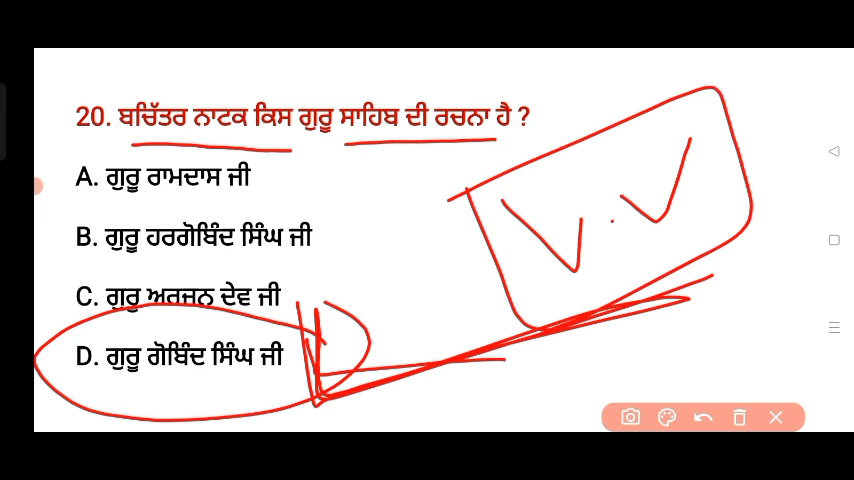 20. ਬਚਿੱਤਰ ਨਾਟਕ ਕਿਸ ਗੁਰੂ ਸਾਹਿਬ ਦੀ ਰਚਨਾ ਹੈ ?
A. ਗੁਰੂ ਰਾਮਦਾਸ ਜੀ
B. ਗੁਰੂ ਹਰਗੋਬਿੰਦ ਸਿੰਘ ਜੀ
V.V
C. ਗੁਰੂ ਅਰਜਨ ਦੇਵ ਜੀ
D. ਗੁਰੂ ਗੋਬਿੰਦ ਸਿੰਘ ਜੀ